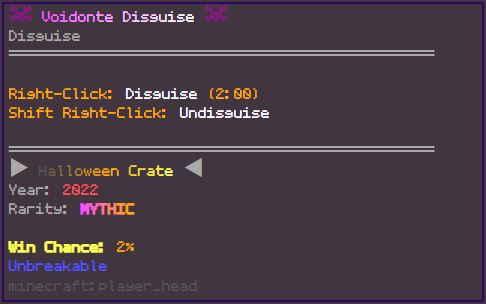 ☠ Voidonte Disguise ☠
Disguise
Right-Click: Disguise (2:00)
Shift Right-Click: Undisguise
▶ Halloween Crate ◀
Year: 2022
Rarity: MYTHIC
Win Chance: 2%
Unbreakable
minecraft:player_head